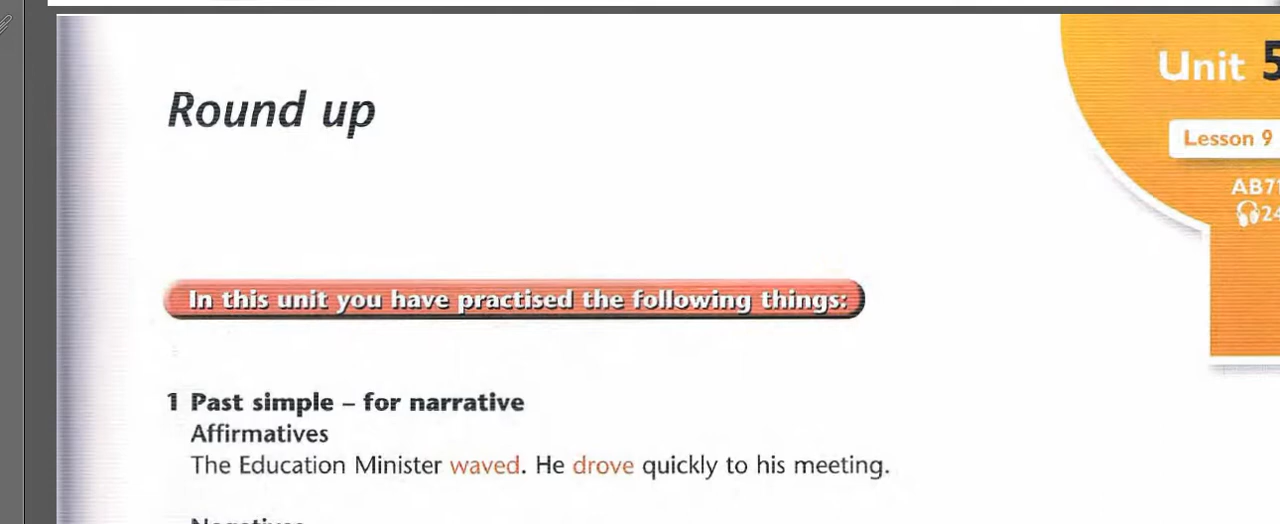 Round up
Unit 5
Lesson 9
In this unit you have practised the following things:
1 Past simple – for narrative
Affirmatives
The Education Minister waved. He drove quickly to his meeting.